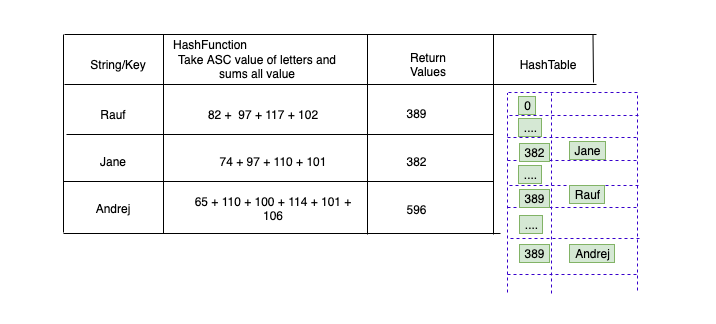 String/Key
HashFunction
Take ASC value of letters and
sums all value
Return
Values
HashTable
Rauf
82 + 97 + 117 + 102
389
Jane
74 + 97 + 110 + 101
382
Andrej
65 + 110 + 100 + 114 + 101 +
106
596
0
....
382 Jane
....
389 Rauf
....
389 Andrej